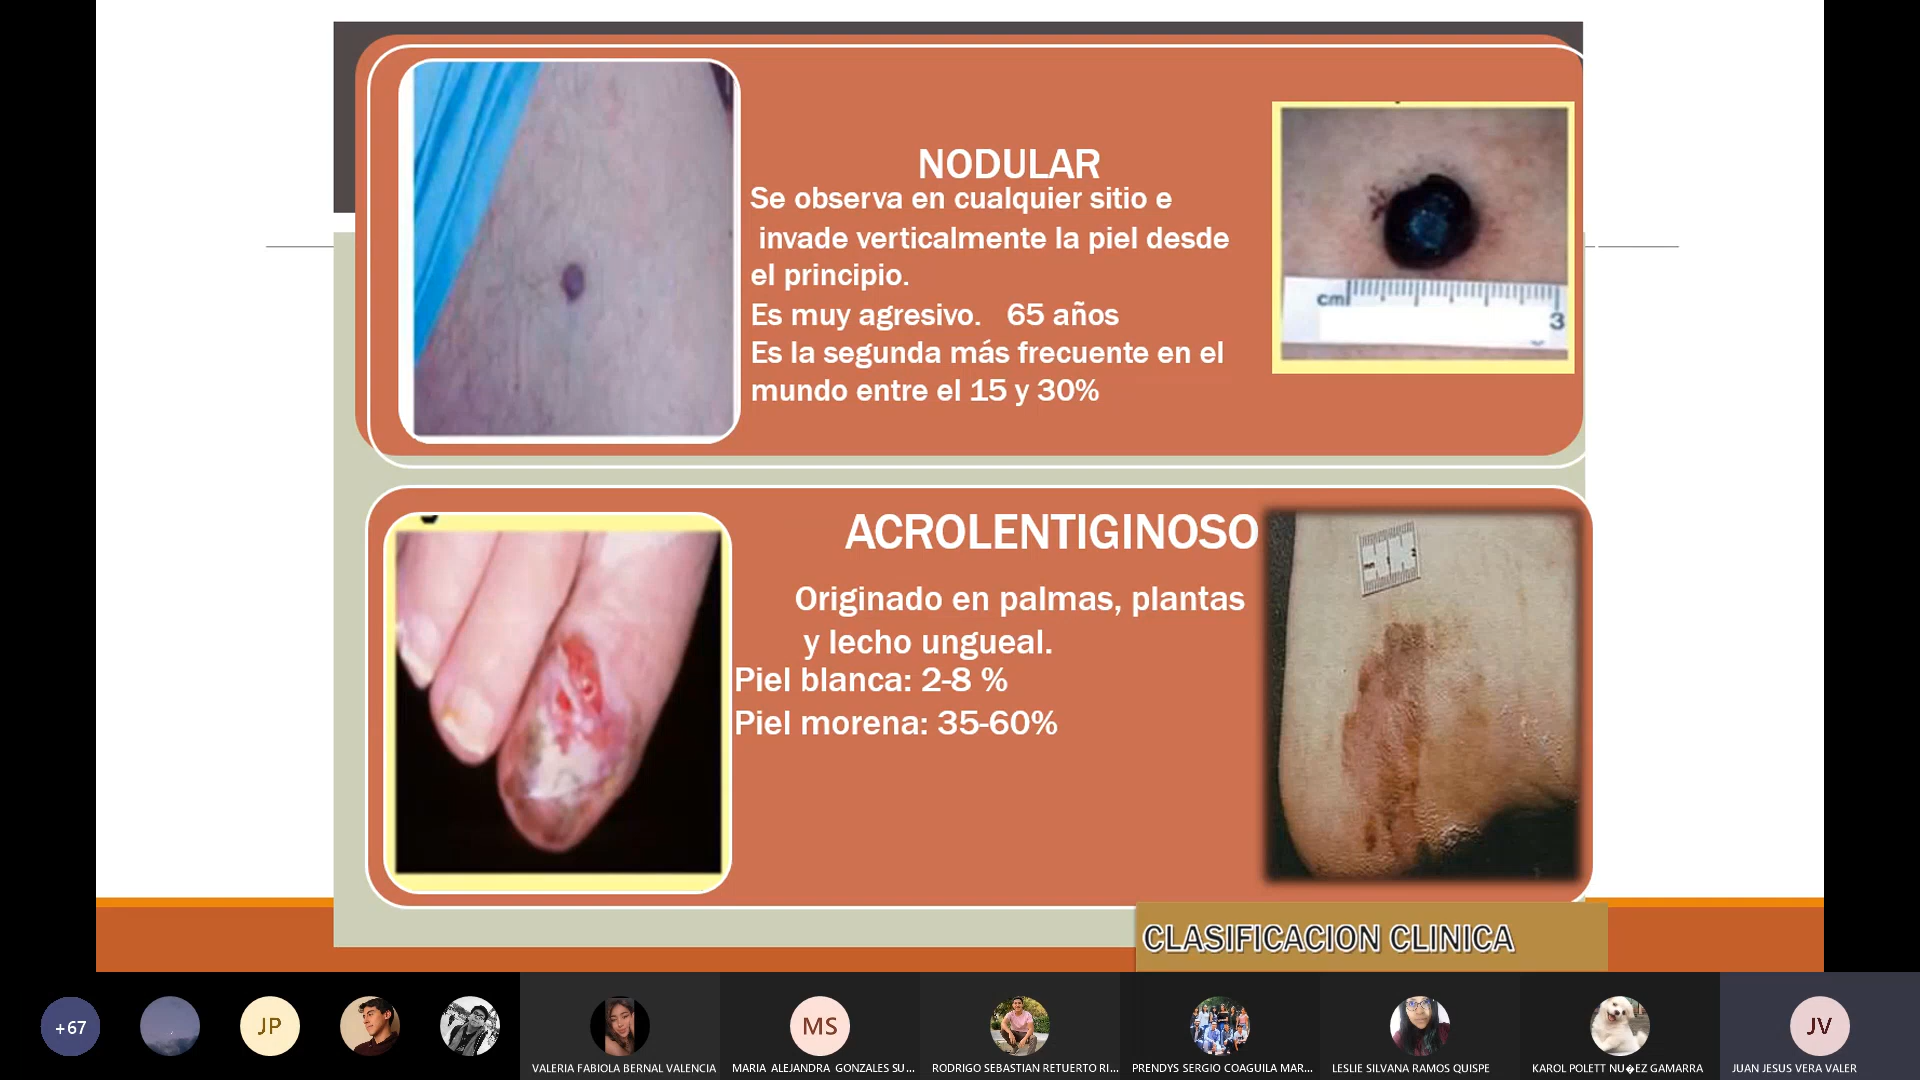 NODULAR
Se observa en cualquier sitio e
invade verticalmente la piel desde
el principio.
Es muy agresivo.   65 años
Es la segunda más frecuente en el
mundo entre el 15 y 30%
cm
3
ACROLENTIGINOSO
Originado en palmas, plantas
y lecho ungueal.
Piel blanca: 2-8 %
Piel morena: 35-60%
CLASIFICACION CLINICA
+67
JP
MS
JV
VALERIA FABIOLA BERNAL VALENCIA
MARIA ALEJANDRA GONZALES SU...
RODRIGO SEBASTIAN RETUERTO RI...
PRENDYS SERGIO COAGUILA MAR...
LESLIE SILVANA RAMOS QUISPE
KAROL POLETT NU�EZ GAMARRA
JUAN JESUS VERA VALER